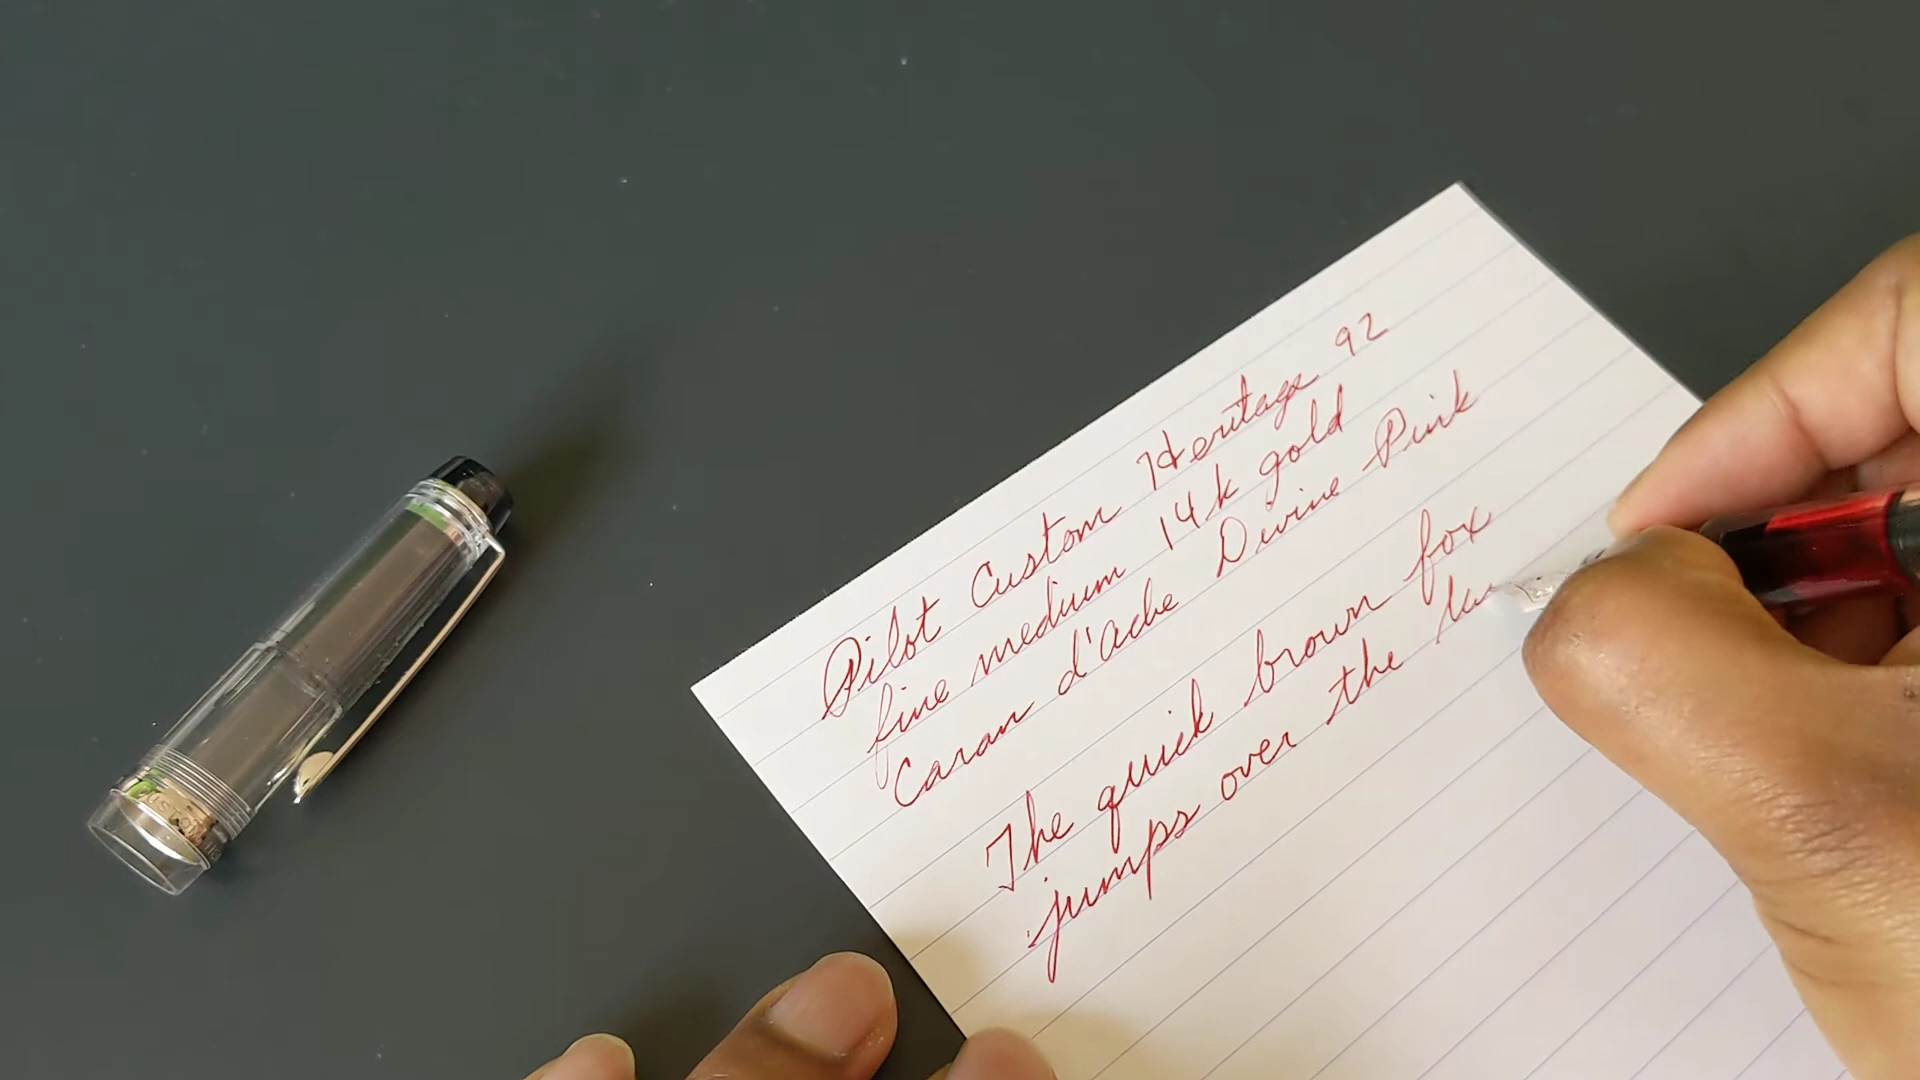 Pilot Custom Heritage 92
fine medium 14k gold
Caran d'ache Divine Pink
The quick brown fox
jumps over the